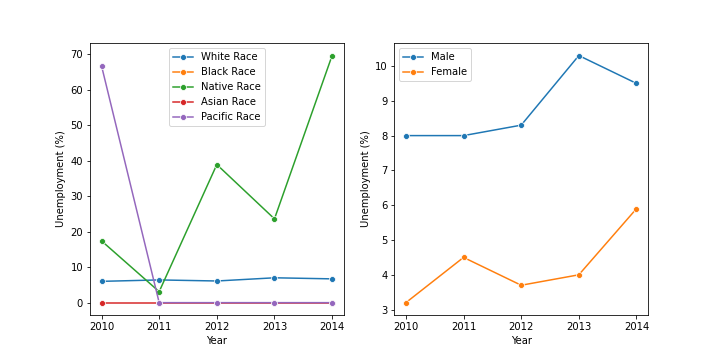 70
60
50
40
30
20
10
0
Unemployment (%)
White Race
Black Race
Native Race
Asian Race
Pacific Race
2010 2011 2012 2013 2014
Year
10
9
8
7
6
5
4
3
Unemployment (%)
Male
Female
2010 2011 2012 2013 2014
Year